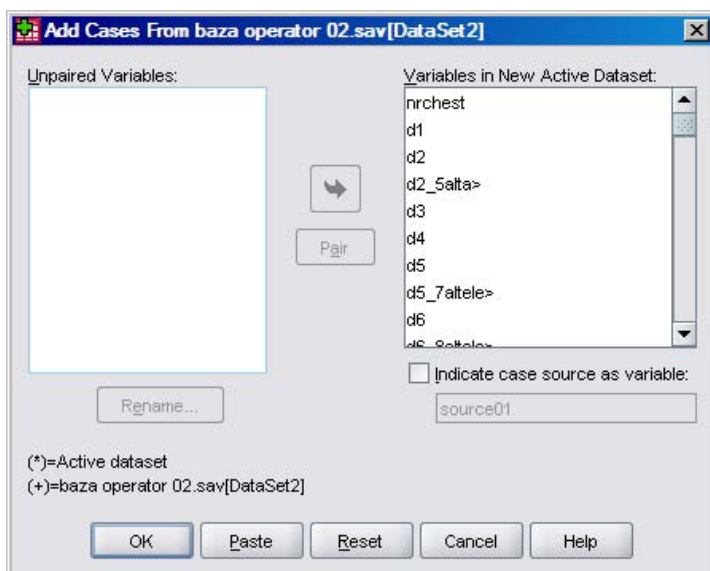 Add Cases From baza operator 02.sav[DataSet2]
Unpaired Variables:
Variables in New Active Dataset:
nrchest
d1
d2
d2_5alta>
d3
d4
d5
d5_7altele>
d6
d6_8altele>
Pair
Indicate case source as variable:
source01
Rename...
(*)=Active dataset
(+)=baza operator 02.sav[DataSet2]
OK
Paste
Reset
Cancel
Help